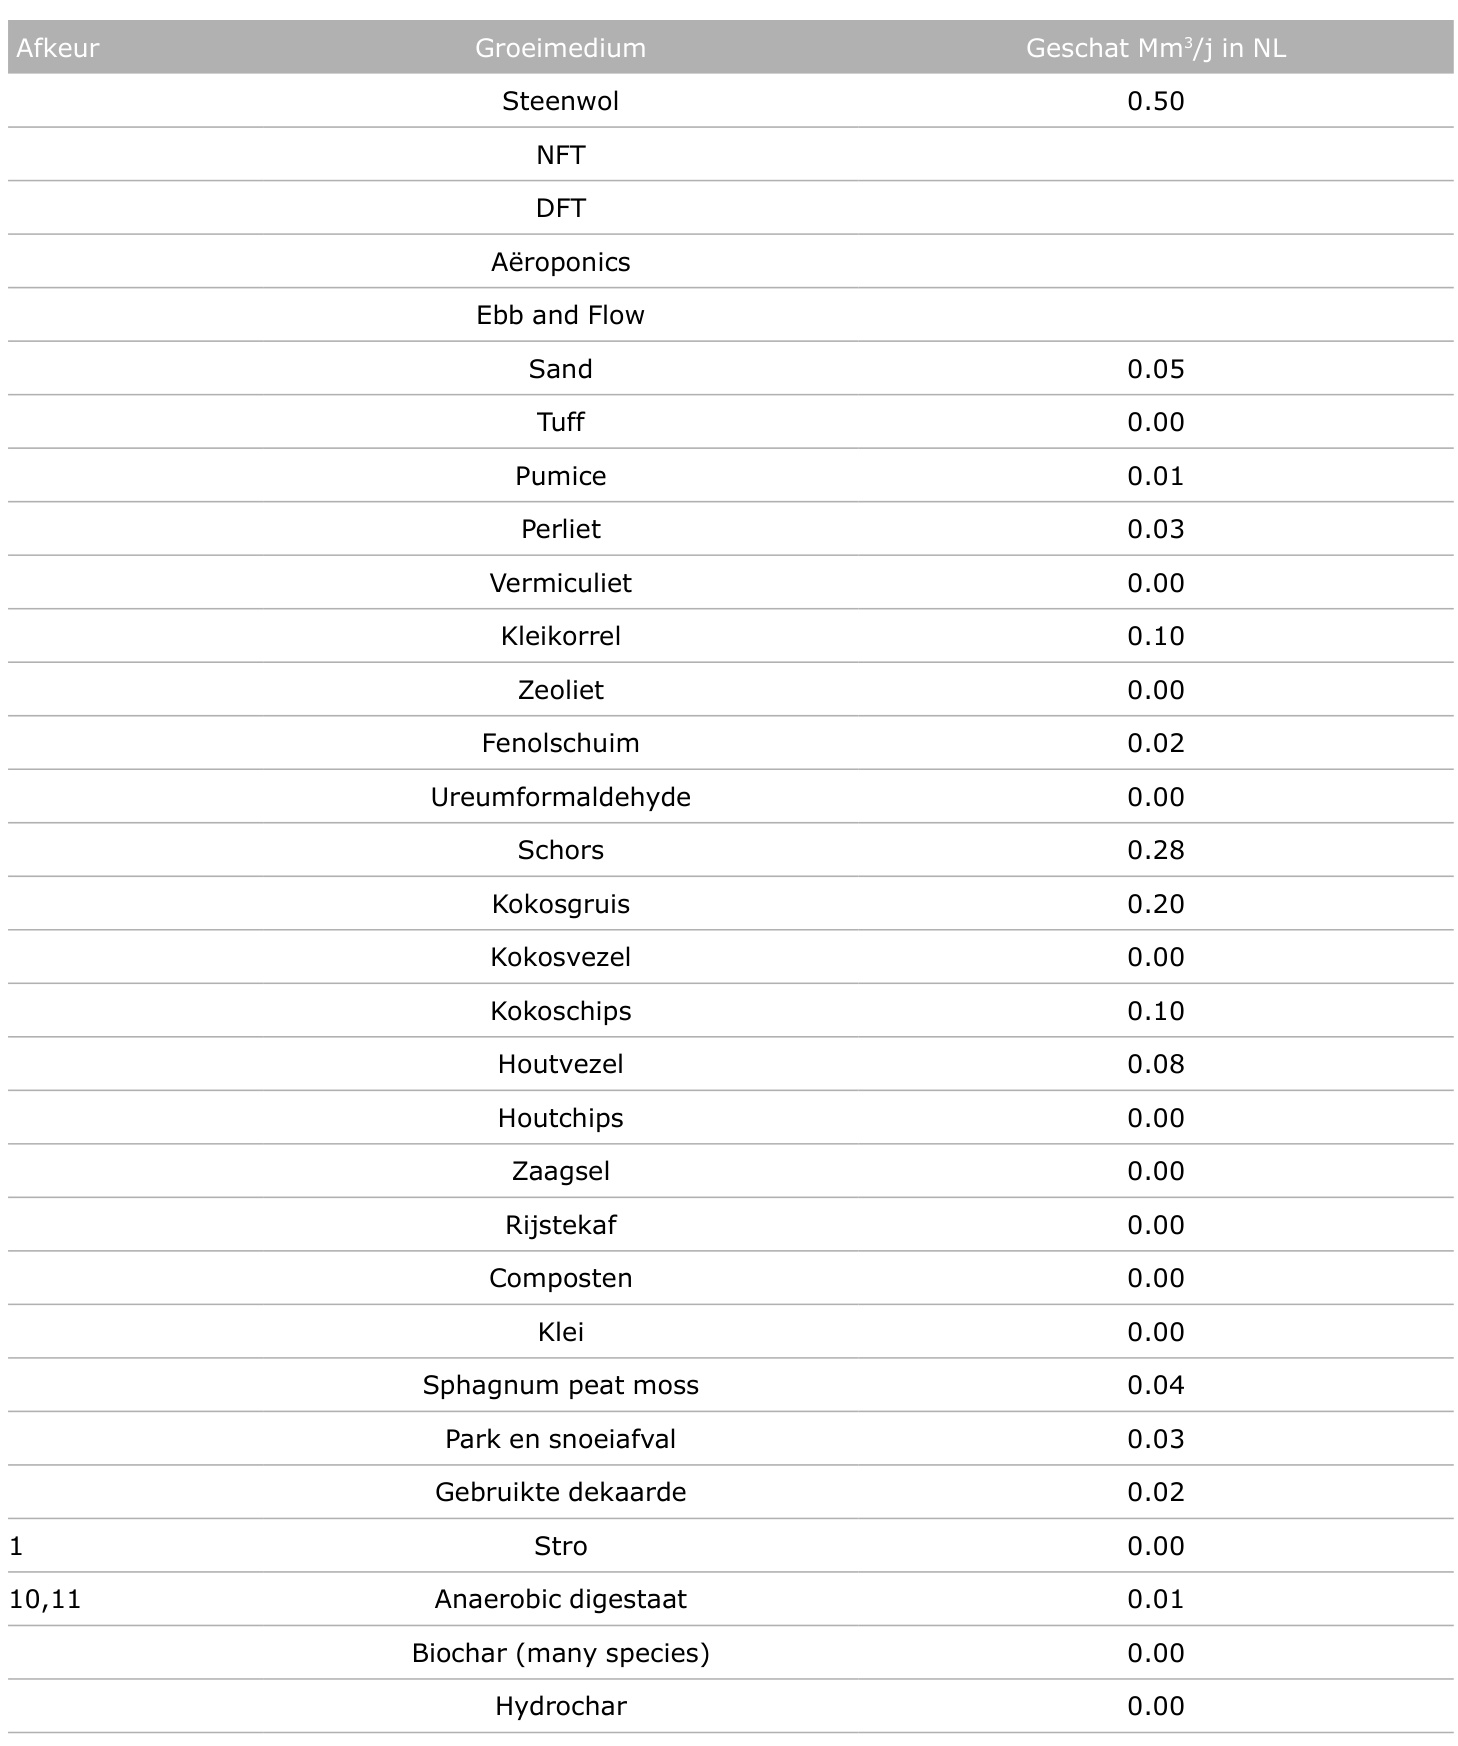 Afkeur Groeimedium Geschat Mm³/j in NL
Steenwol 0.50
NFT
DFT
Aëroponics
Ebb and Flow
Sand 0.05
Tuff 0.00
Pumice 0.01
Perliet 0.03
Vermiculiet 0.00
Kleikorrel 0.10
Zeoliet 0.00
Fenolschuim 0.02
Ureumformaldehyde 0.00
Schors 0.28
Kokosgruis 0.20
Kokosvezel 0.00
Kokoschips 0.10
Houtvezel 0.08
Houtchips 0.00
Zaagsel 0.00
Rijstekaf 0.00
Composten 0.00
Klei 0.00
Sphagnum peat moss 0.04
Park en snoeiafval 0.03
Gebruikte dekaarde 0.02
1 Stro 0.00
10,11 Anaerobic digestaat 0.01
Biochar (many species) 0.00
Hydrochar 0.00